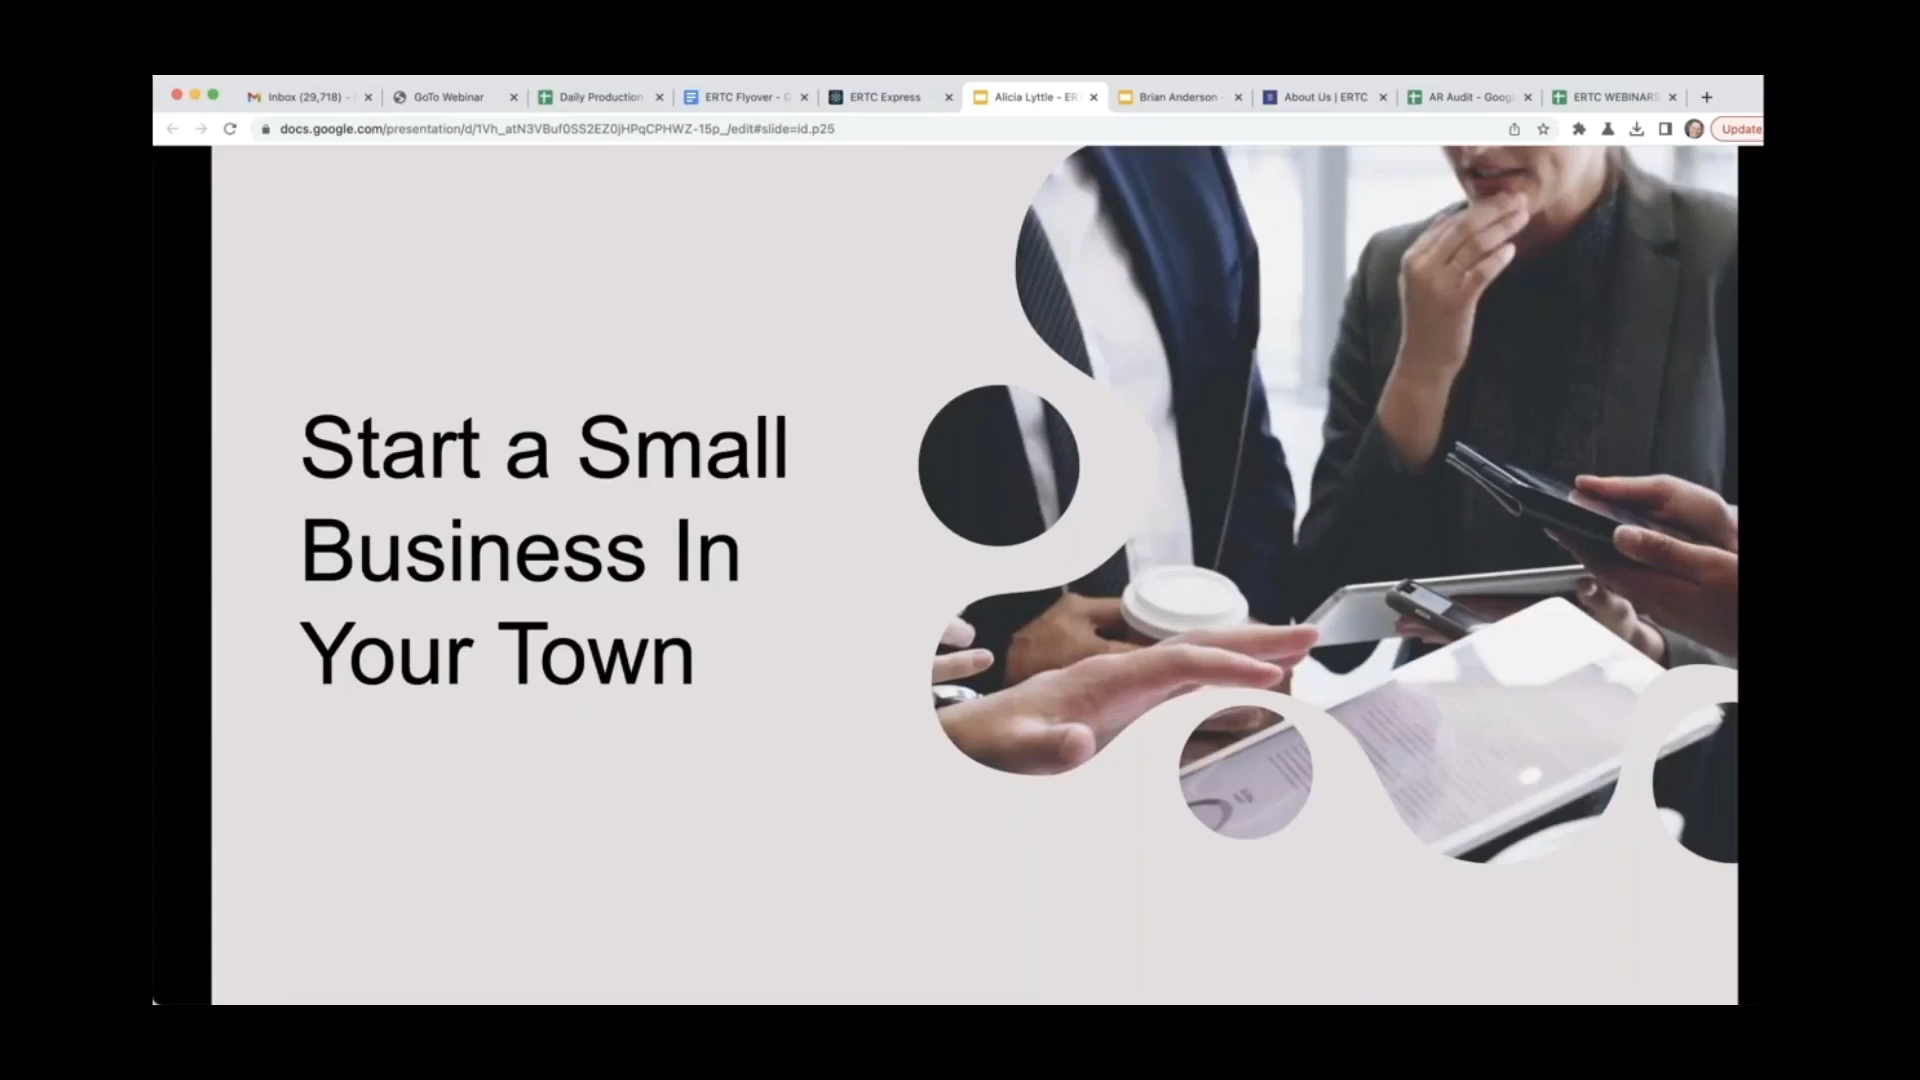 Inbox (29,718) -
GoTo Webinar
Daily Production
ERTC Flyover - G
ERTC Express
Alicia Lyttle - ER
Brian Anderson -
About Us | ERTC
AR Audit - Goog
ERTC WEBINARS
docs.google.com/presentation/d/1Vh_atN3VBuf0SS2EZ0jHPqCPHWZ-15p_/edit#slide=id.p25
Update
Start a Small
Business In
Your Town